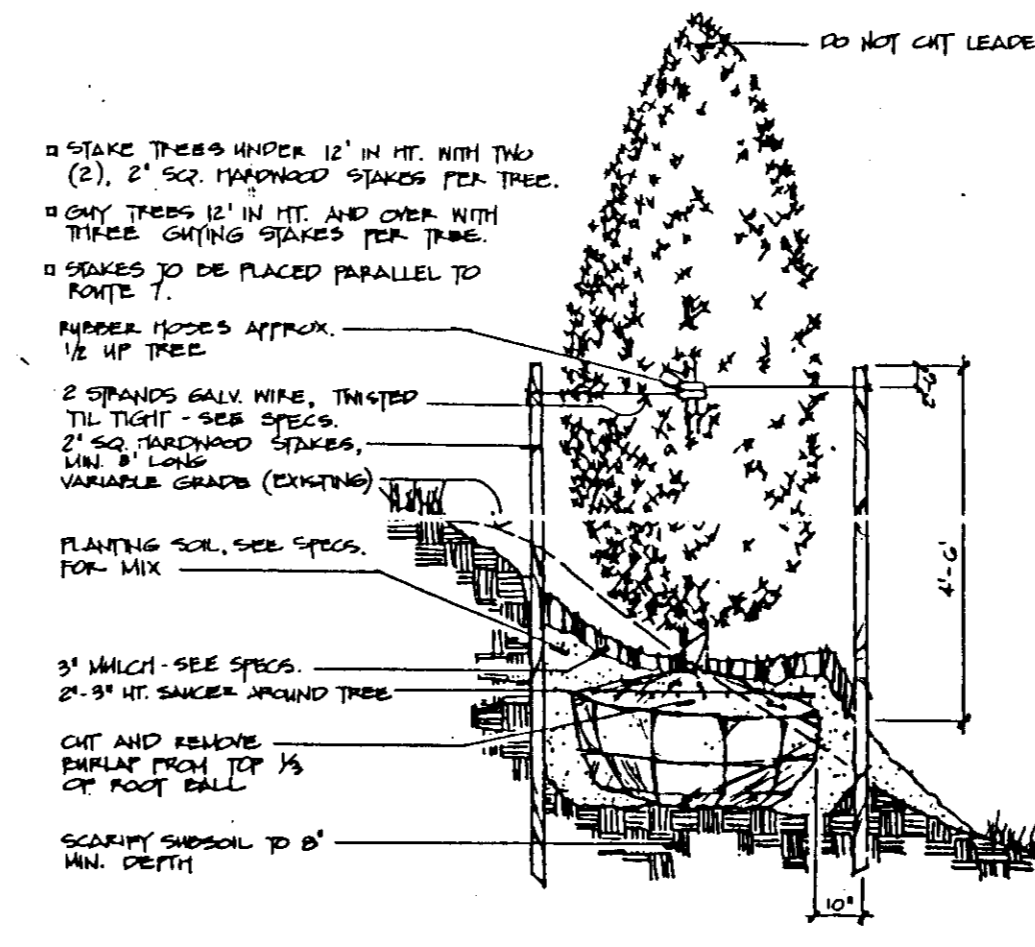 DO NOT CUT LEADE
□ STAKE TREES UNDER 12' IN HT. WITH TWO
(2), 2" SQ. HARDWOOD STAKES PER TREE.
□ GUY TREES 12' IN HT. AND OVER WITH
THREE GUYING STAKES PER TREE.
□ STAKES TO BE PLACED PARALLEL TO
ROUTE 7.
RUBBER HOSES APPROX.
1/2 UP TREE
2 STRANDS GALV. WIRE, TWISTED
TIL TIGHT - SEE SPECS.
2" SQ. HARDWOOD STAKES,
MIN. 8' LONG
VARIABLE GRADE (EXISTING)
PLANTING SOIL, SEE SPECS.
FOR MIX
3" MULCH - SEE SPECS.
2"-3" HT. SAUCER AROUND TREE
CUT AND REMOVE
BURLAP FROM TOP 1/3
OF ROOT BALL
SCARIFY SUBSOIL TO 8"
MIN. DEPTH
4'-6'
10"